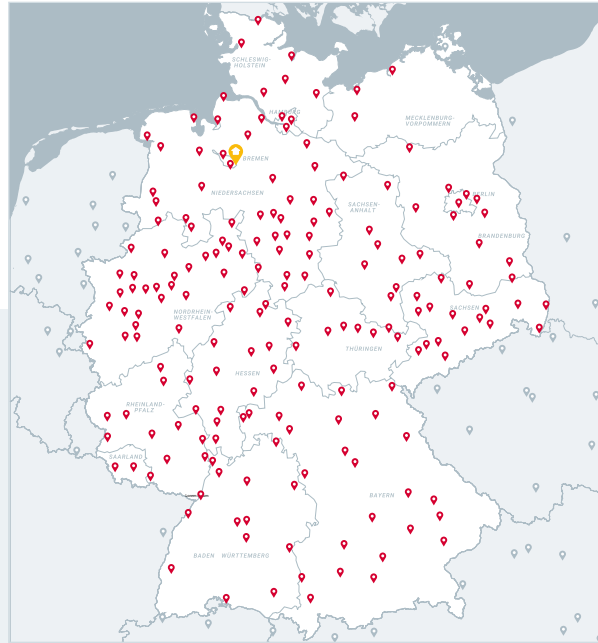 SCHLESWIG-
HOLSTEIN
HAMBURG
MECKLENBURG-
VORPOMMERN
BREMEN
NIEDERSACHSEN
SACHSEN-
ANHALT
BERLIN
BRANDENBURG
NORDRHEIN-
WESTFALEN
SACHSEN
THÜRINGEN
HESSEN
RHEINLAND-
PFALZ
SAARLAND
BAYERN
BADEN WÜRTTEMBERG